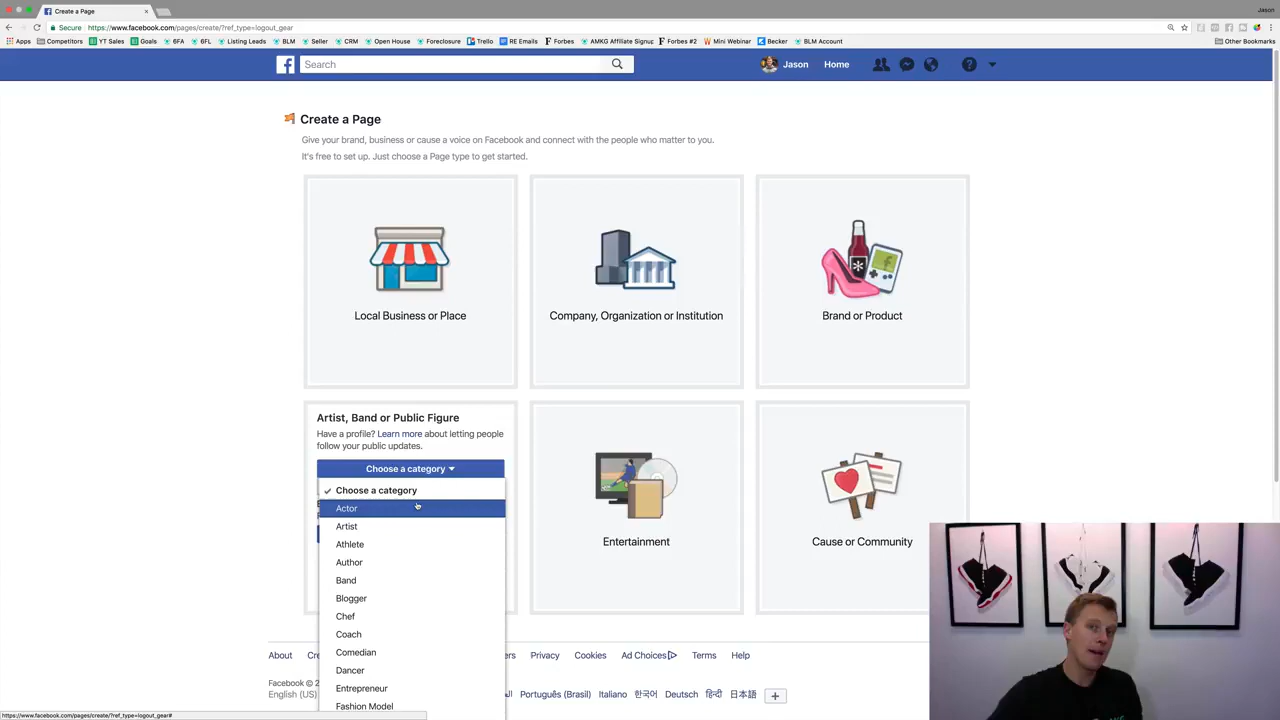 Create a Page
Jason
Secure https://www.facebook.com/pages/create/?ref_type=logout_gear
Apps Competitors YT Sales Goals 6FA 6FL Listing Leads BLM Seller CRM Open House Foreclosure Trello RE Emails Forbes AMKG Affiliate Signup Forbes #2 Mini Webinar Becker BLM Account Other Bookmarks
f Search Jason Home
Create a Page
Give your brand, business or cause a voice on Facebook and connect with the people who matter to you.
It's free to set up. Just choose a Page type to get started.
Local Business or Place
Company, Organization or Institution
Brand or Product
Artist, Band or Public Figure
Have a profile? Learn more about letting people
follow your public updates.
Choose a category
Choose a category
Actor
Artist
Athlete
Author
Band
Blogger
Chef
Coach
Comedian
Dancer
Entrepreneur
Fashion Model
Entertainment
Cause or Community
About Cre ers Privacy Cookies Ad Choices Terms Help
Facebook © 2
English (US) Português (Brasil) Italiano 한국어 Deutsch हिन्दी 日本語 +
https://www.facebook.com/pages/create/?ref_type=logout_gear#